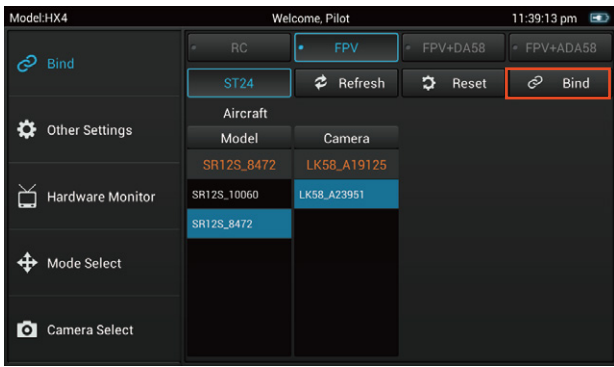 Model:HX4 Welcome, Pilot 11:39:13 pm
RC FPV FPV+DA58 FPV+ADA58
Bind
ST24 Refresh Reset Bind
Aircraft
Other Settings
Model Camera
SR12S_8472 LK58_A19125
Hardware Monitor
SR12S_10060 LK58_A23951
SR12S_8472
Mode Select
Camera Select